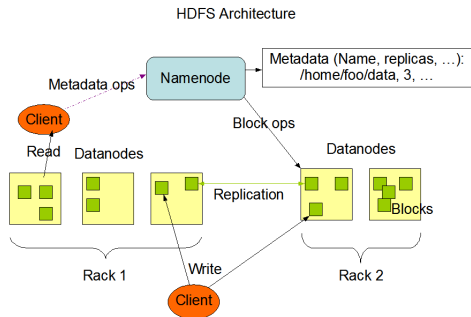 HDFS Architecture
Metadata (Name, replicas, ...):
/home/foo/data, 3, ...
Namenode
Metadata ops
Client
Block ops
Read
Datanodes
Datanodes
Replication
Blocks
Rack 1
Write
Rack 2
Client